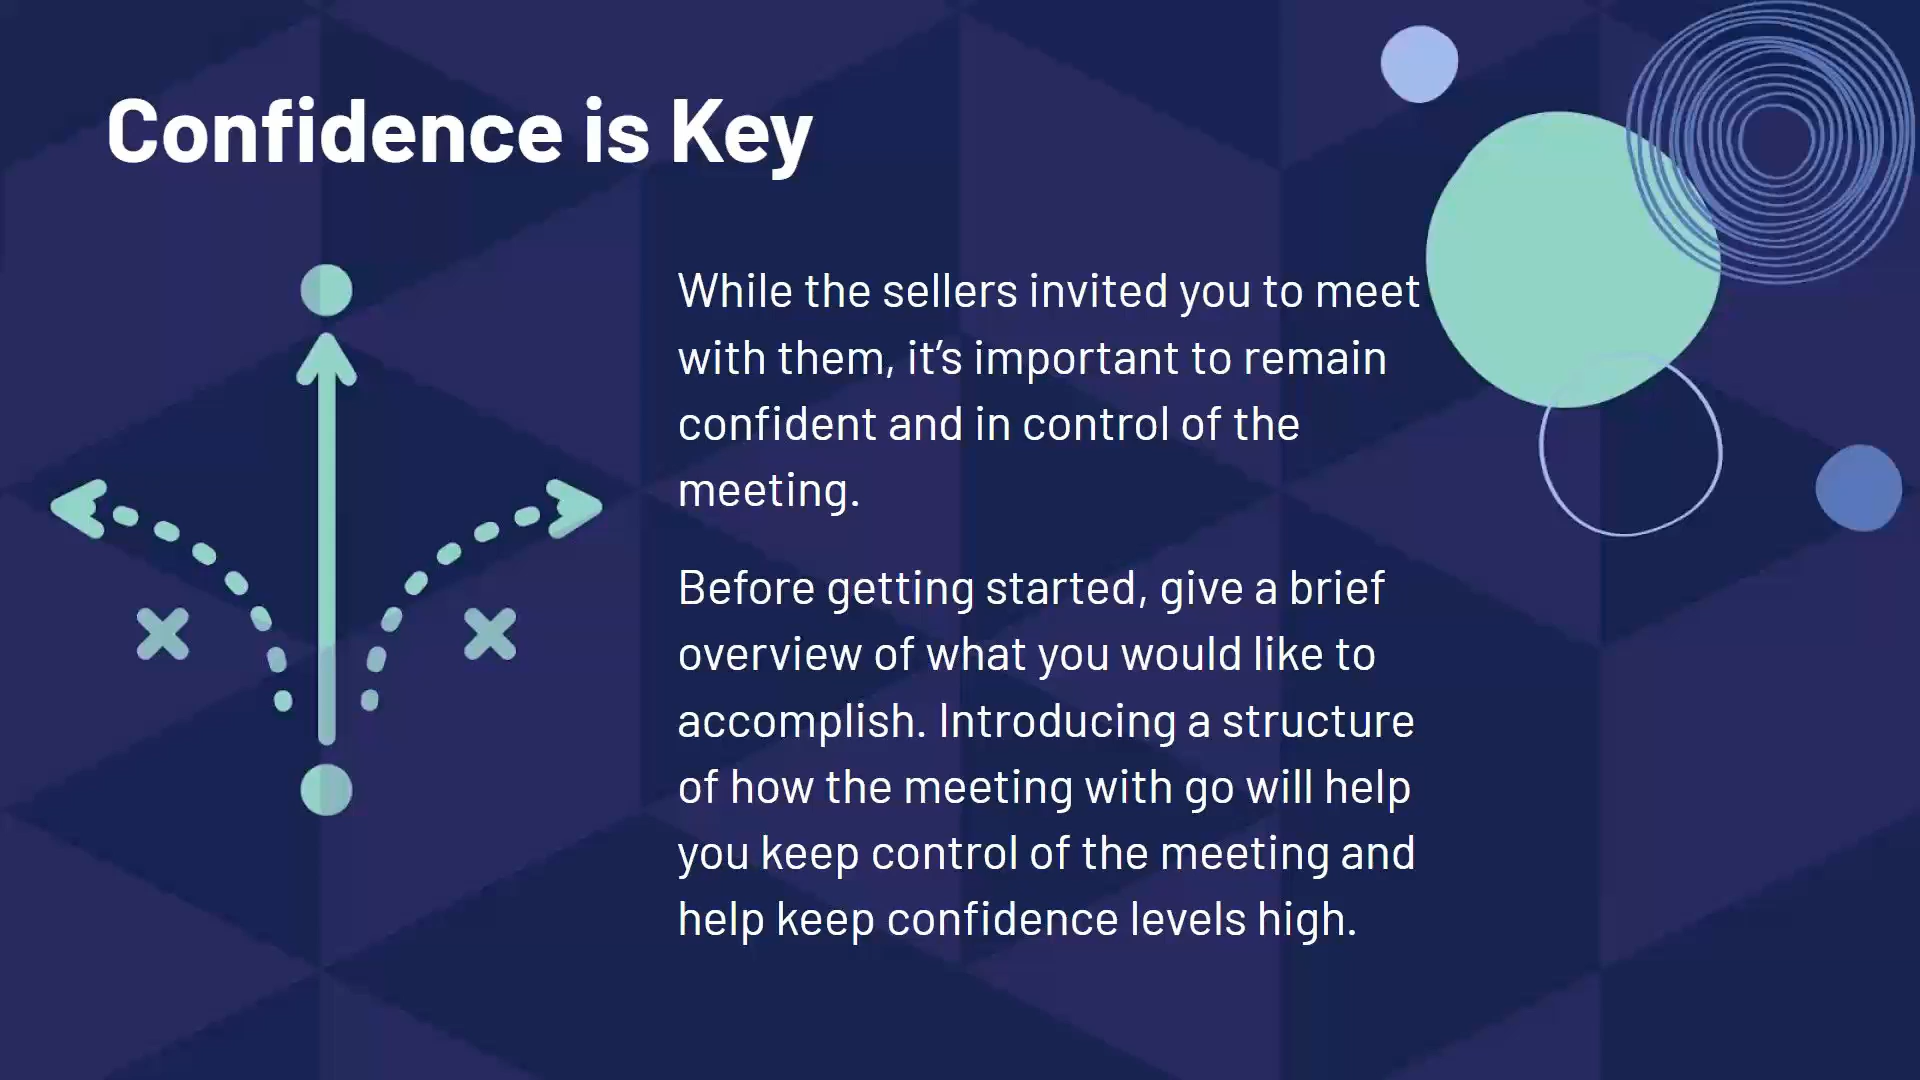 Confidence is Key
While the sellers invited you to meet
with them, it’s important to remain
confident and in control of the
meeting.
Before getting started, give a brief
overview of what you would like to
accomplish. Introducing a structure
of how the meeting with go will help
you keep control of the meeting and
help keep confidence levels high.